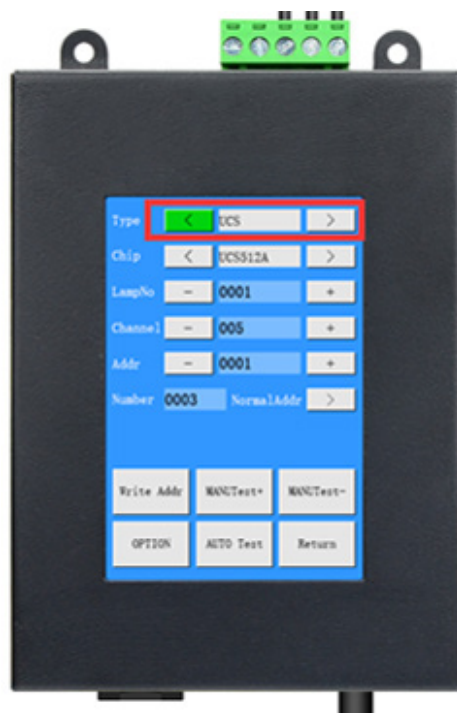 Type < UCS >
Chip < UCS512A >
LampNo - 0001 +
Channel - 005 +
Addr - 0001 +
Number 0003 NormalAddr >
Write Addr MANUTest+ MANUTest-
OPTION AUTO Test Return